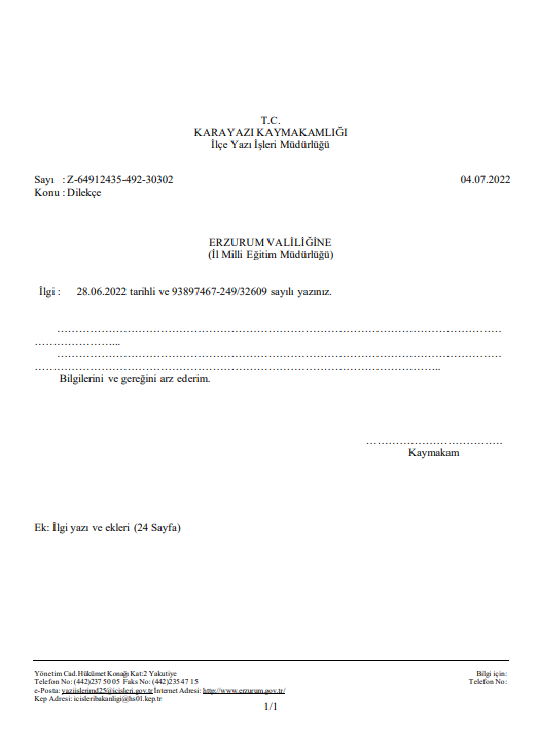 T.C.
KARAYAZI KAYMAKAMLIĞI
İlçe Yazı İşleri Müdürlüğü
Sayı : Z-64912435-492-30302 04.07.2022
Konu : Dilekçe
ERZURUM VALİLİĞİNE
(İl Milli Eğitim Müdürlüğü)
İlgi : 28.06.2022 tarihli ve 93897467-249/32609 sayılı yazınız.
……………………………………………………………………………………………………
…………………...
……………………………………………………………………………………………………
…………………………………………………………………………………………..
Bilgilerini ve gereğini arz ederim.
……………………………..
Kaymakam
Ek: İlgi yazı ve ekleri (24 Sayfa)
Yönetim Cad.Hükümet Konağı Kat:2 Yakutiye Bilgi için:
Telefon No: (442)237 50 05 Faks No: (442)235 47 15 Telefon No:
e-Posta: yaziislerimd25@icisleri.gov.tr İnternet Adresi: http://www.erzurum.gov.tr/
Kep Adresi: icisleribakanligi@hs01.kep.tr
1/1